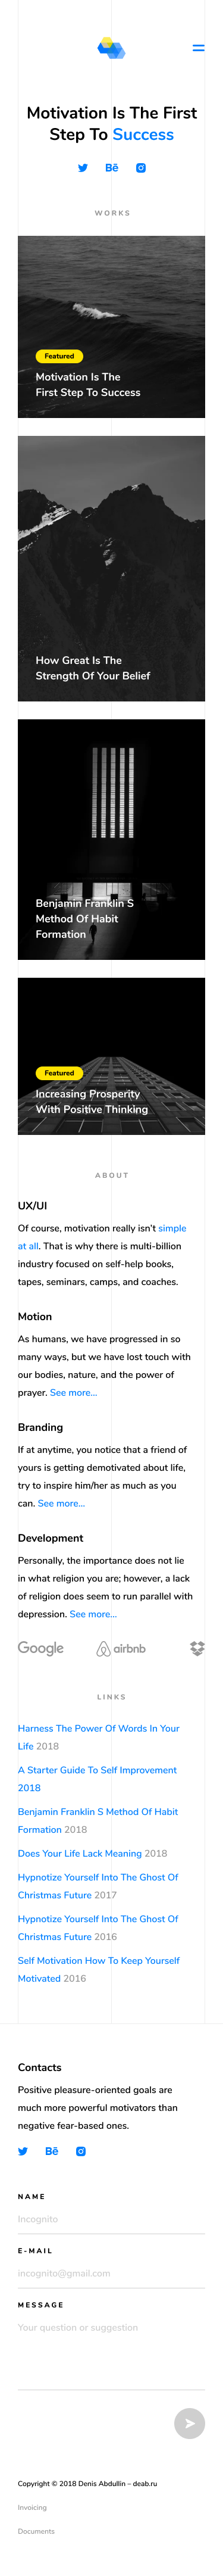 Motivation Is The First
Step To Success
Bē
WORKS
Featured
Motivation Is The
First Step To Success
How Great Is The
Strength Of Your Belief
Benjamin Franklin S
Method Of Habit
Formation
Featured
Increasing Prosperity
With Positive Thinking
ABOUT
UX/UI
Of course, motivation really isn't simple
at all. That is why there is multi-billion
industry focused on self-help books,
tapes, seminars, camps, and coaches.
Motion
As humans, we have progressed in so
many ways, but we have lost touch with
our bodies, nature, and the power of
prayer. See more...
Branding
If at anytime, you notice that a friend of
yours is getting demotivated about life,
try to inspire him/her as much as you
can. See more...
Development
Personally, the importance does not lie
in what religion you are; however, a lack
of religion does seem to run parallel with
depression. See more...
Google airbnb
LINKS
Harness The Power Of Words In Your
Life 2018
A Starter Guide To Self Improvement
2018
Benjamin Franklin S Method Of Habit
Formation 2018
Does Your Life Lack Meaning 2018
Hypnotize Yourself Into The Ghost Of
Christmas Future 2017
Hypnotize Yourself Into The Ghost Of
Christmas Future 2016
Self Motivation How To Keep Yourself
Motivated 2016
Contacts
Positive pleasure-oriented goals are
much more powerful motivators than
negative fear-based ones.
Bē
NAME
Incognito
E-MAIL
incognito@gmail.com
MESSAGE
Your question or suggestion
Copyright © 2018 Denis Abdullin – deab.ru
Invoicing
Documents